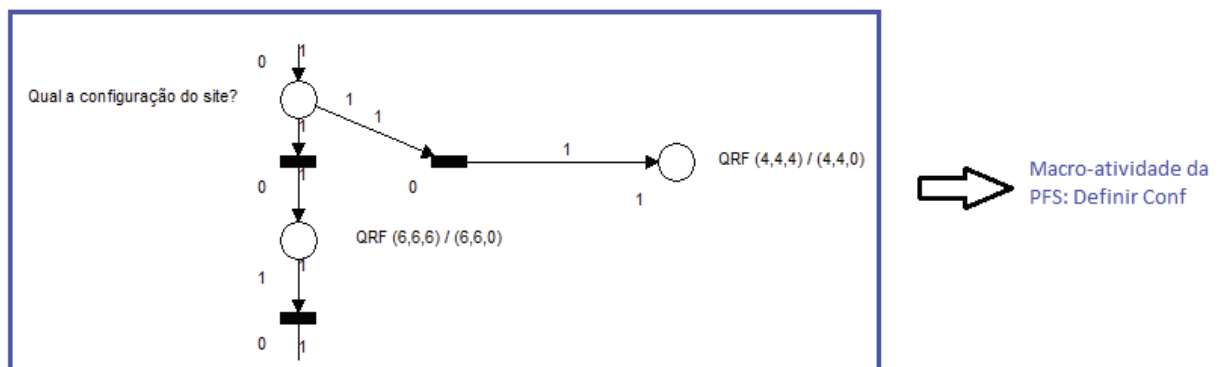 1
0
Qual a configuração do site?
1
1
1
1
QRF (4,4,4) / (4,4,0)
0
1
0
1
Macro-atividade da
PFS: Definir Conf
QRF (6,6,6) / (6,6,0)
1
1
0
1